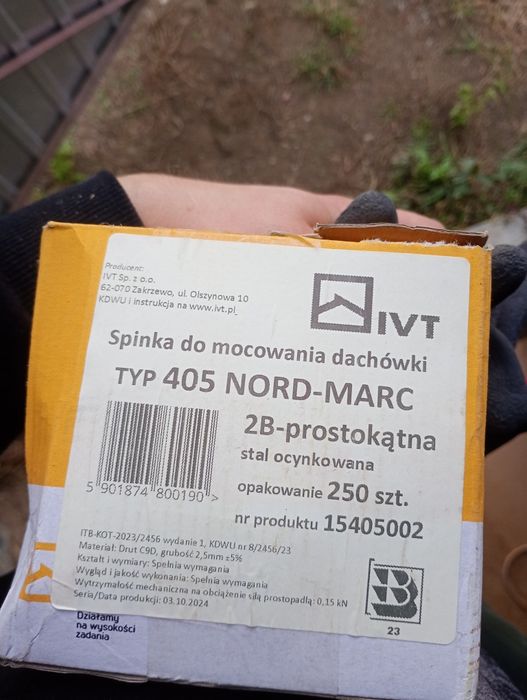 Producent:
IVT Sp. z o.o.
62-070 Zakrzewo, ul. Olszynowa 10
KDWU i instrukcja na www.ivt.pl
IVT
Spinka do mocowania dachówki
TYP 405 NORD-MARC
2B-prostokątna
stal ocynkowana
opakowanie 250 szt.
nr produktu 15405002
5 901874 800190 >
ITB-KOT-2023/2456 wydanie 1, KDWU nr 8/2456/23
Materiał: Drut C9D, grubość 2,5mm ±5%
Kształt i wymiary: Spełnia wymagania
Wygląd i jakość wykonania: Spełnia wymagania
Wytrzymałość mechaniczna na obciążenie siłą prostopadłą: 0,15 kN
Seria/Data produkcji: 03.10.2024
23
Działamy
na wysokości
zadania